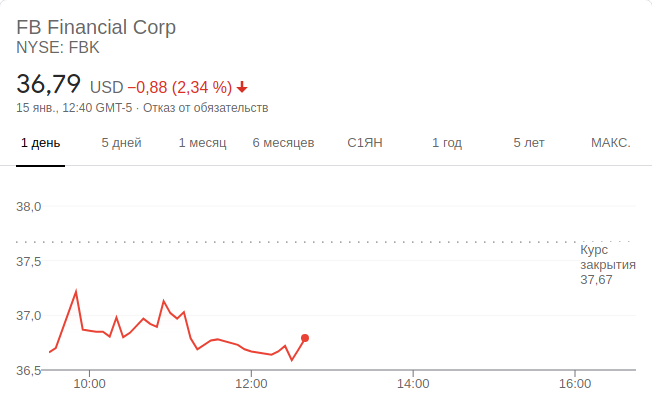 FB Financial Corp
NYSE: FBK
36,79 USD −0,88 (2,34 %)
15 янв., 12:40 GMT-5 · Отказ от обязательств
1 день 5 дней 1 месяц 6 месяцев С1ЯН 1 год 5 лет МАКС.
38,0
Курс
закрытия
37,67
37,5
37,0
36,5
10:00 12:00 14:00 16:00